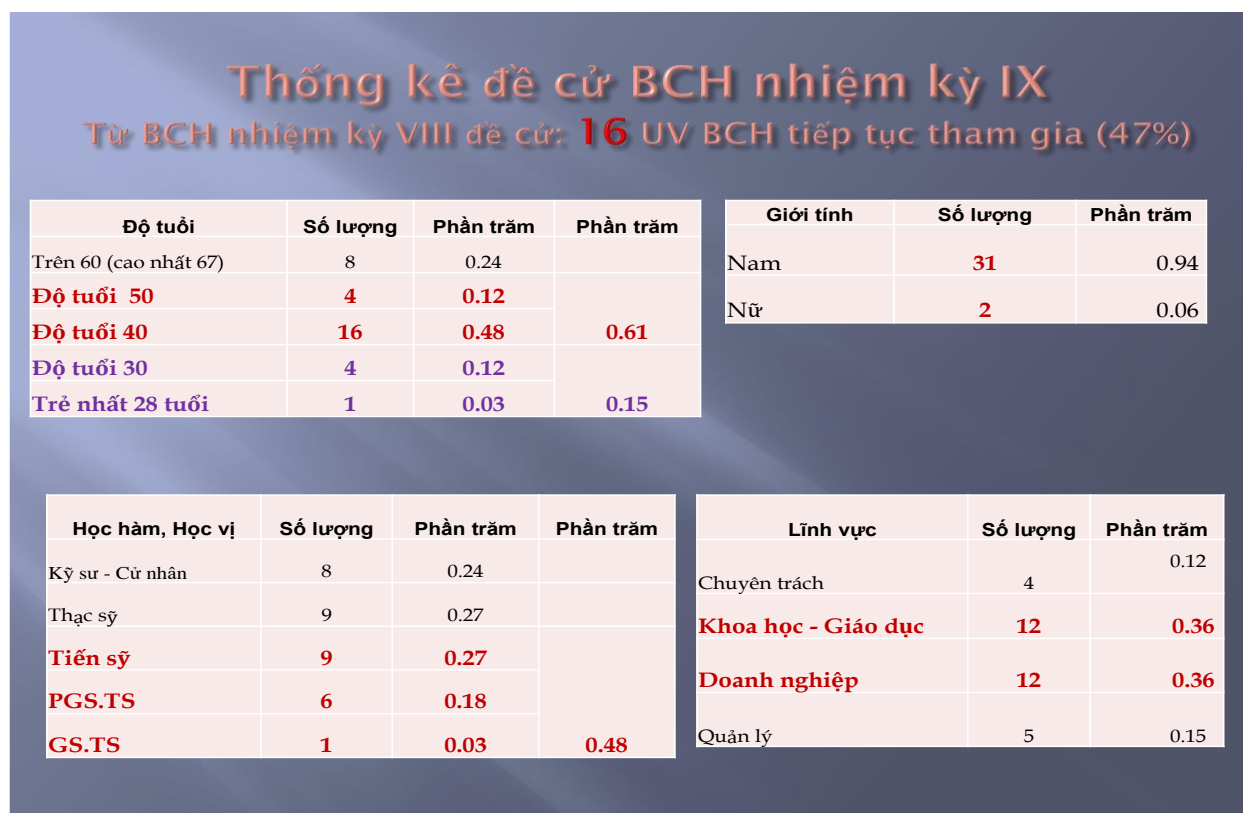 Thống kê đề cử BCH nhiệm kỳ IX
Từ BCH nhiệm kỳ VIII đề cử: 16 UV BCH tiếp tục tham gia (47%)
Độ tuổi Số lượng Phần trăm Phần trăm
Trên 60 (cao nhất 67) 8 0.24
Độ tuổi 50 4 0.12
Độ tuổi 40 16 0.48 0.61
Độ tuổi 30 4 0.12
Trẻ nhất 28 tuổi 1 0.03 0.15
Giới tính Số lượng Phần trăm
Nam 31 0.94
Nữ 2 0.06
Học hàm, Học vị Số lượng Phần trăm Phần trăm
Kỹ sư - Cử nhân 8 0.24
Thạc sỹ 9 0.27
Tiến sỹ 9 0.27
PGS.TS 6 0.18
GS.TS 1 0.03 0.48
Lĩnh vực Số lượng Phần trăm
Chuyên trách 4 0.12
Khoa học - Giáo dục 12 0.36
Doanh nghiệp 12 0.36
Quản lý 5 0.15